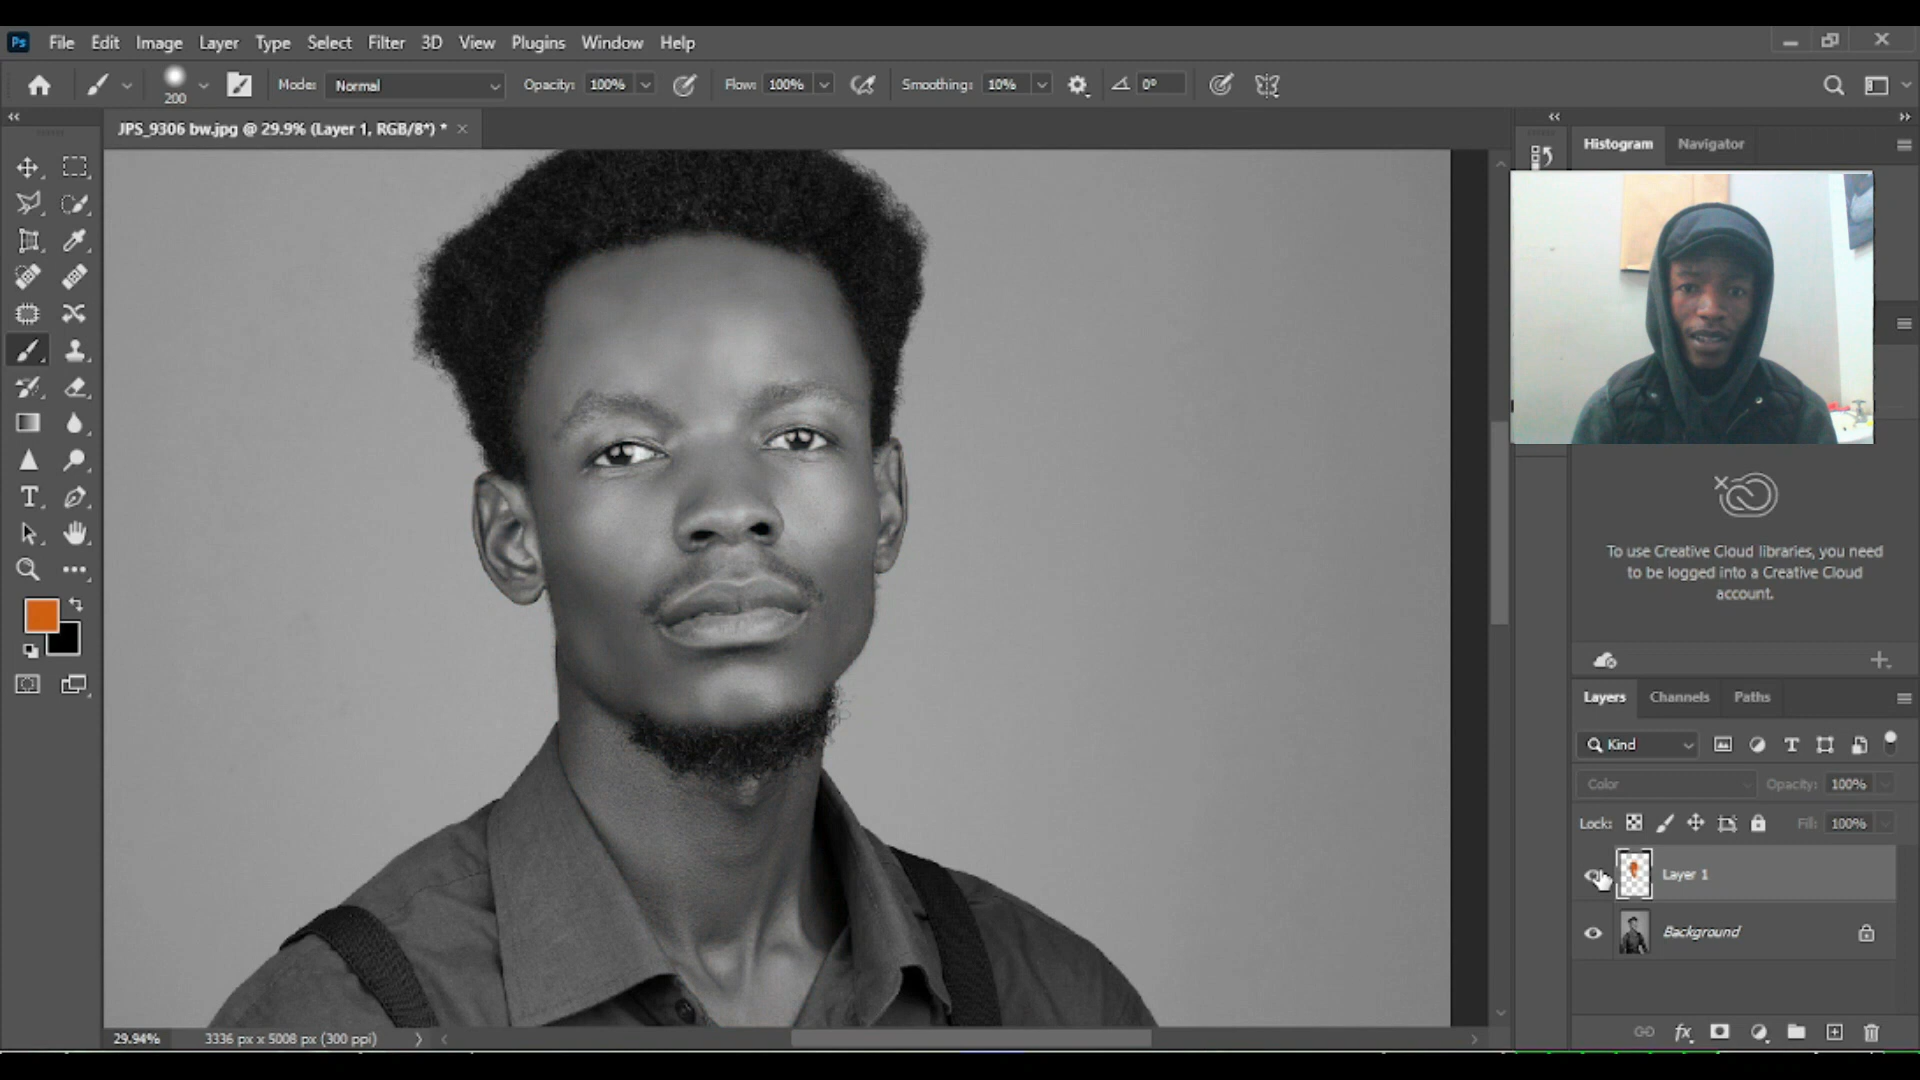 Ps File Edit Image Layer Type Select Filter 3D View Plugins Window Help
200 Mode: Normal Opacity: 100% Flow: 100% Smoothing: 10% 0°
JPS_9306 bw.jpg @ 29.9% (Layer 1, RGB/8*) *
Histogram Navigator
To use Creative Cloud libraries, you need
to be logged into a Creative Cloud
account.
Layers Channels Paths
Kind
Color Opacity: 100%
Lock: Fill: 100%
Layer 1
Background
29.94% 3336 px x 5008 px (300 ppi)
fx